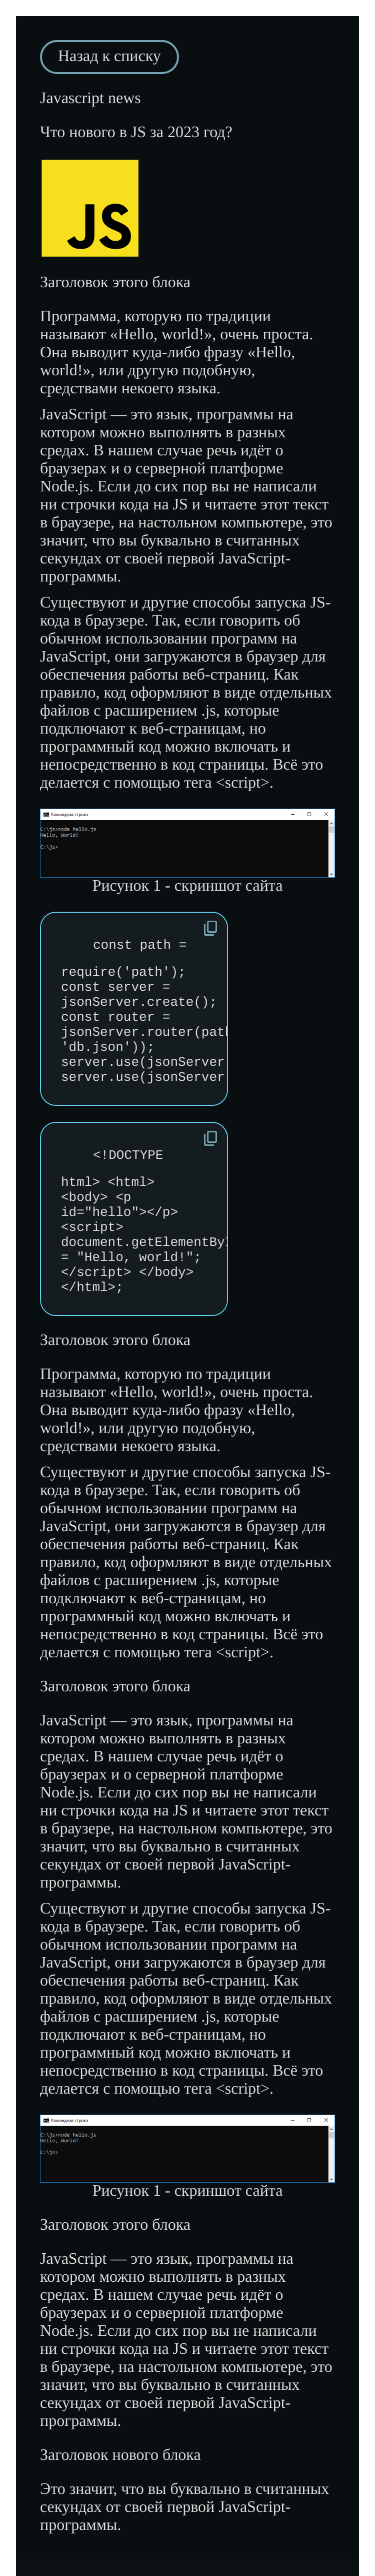 Назад к списку
Javascript news
Что нового в JS за 2023 год?
JS
Заголовок этого блока
Программа, которую по традиции
называют «Hello, world!», очень проста.
Она выводит куда-либо фразу «Hello,
world!», или другую подобную,
средствами некоего языка.
JavaScript — это язык, программы на
котором можно выполнять в разных
средах. В нашем случае речь идёт о
браузерах и о серверной платформе
Node.js. Если до сих пор вы не написали
ни строчки кода на JS и читаете этот текст
в браузере, на настольном компьютере, это
значит, что вы буквально в считанных
секундах от своей первой JavaScript-
программы.
Существуют и другие способы запуска JS-
кода в браузере. Так, если говорить об
обычном использовании программ на
JavaScript, они загружаются в браузер для
обеспечения работы веб-страниц. Как
правило, код оформляют в виде отдельных
файлов с расширением .js, которые
подключают к веб-страницам, но
программный код можно включать и
непосредственно в код страницы. Всё это
делается с помощью тега <script>.
Командная строка
C:\js>node hello.js
Hello, World!
C:\js>
Рисунок 1 - скриншот сайта
const path =
require('path');
const server =
jsonServer.create();
const router =
jsonServer.router(pat
'db.json'));
server.use(jsonServer
server.use(jsonServer
<!DOCTYPE
html> <html>
<body> <p
id="hello"></p>
<script>
document.getElementBy
= "Hello, world!";
</script> </body>
</html>;
Заголовок этого блока
Программа, которую по традиции
называют «Hello, world!», очень проста.
Она выводит куда-либо фразу «Hello,
world!», или другую подобную,
средствами некоего языка.
Существуют и другие способы запуска JS-
кода в браузере. Так, если говорить об
обычном использовании программ на
JavaScript, они загружаются в браузер для
обеспечения работы веб-страниц. Как
правило, код оформляют в виде отдельных
файлов с расширением .js, которые
подключают к веб-страницам, но
программный код можно включать и
непосредственно в код страницы. Всё это
делается с помощью тега <script>.
Заголовок этого блока
JavaScript — это язык, программы на
котором можно выполнять в разных
средах. В нашем случае речь идёт о
браузерах и о серверной платформе
Node.js. Если до сих пор вы не написали
ни строчки кода на JS и читаете этот текст
в браузере, на настольном компьютере, это
значит, что вы буквально в считанных
секундах от своей первой JavaScript-
программы.
Существуют и другие способы запуска JS-
кода в браузере. Так, если говорить об
обычном использовании программ на
JavaScript, они загружаются в браузер для
обеспечения работы веб-страниц. Как
правило, код оформляют в виде отдельных
файлов с расширением .js, которые
подключают к веб-страницам, но
программный код можно включать и
непосредственно в код страницы. Всё это
делается с помощью тега <script>.
Командная строка
C:\js>node hello.js
Hello, World!
C:\js>
Рисунок 1 - скриншот сайта
Заголовок этого блока
JavaScript — это язык, программы на
котором можно выполнять в разных
средах. В нашем случае речь идёт о
браузерах и о серверной платформе
Node.js. Если до сих пор вы не написали
ни строчки кода на JS и читаете этот текст
в браузере, на настольном компьютере, это
значит, что вы буквально в считанных
секундах от своей первой JavaScript-
программы.
Заголовок нового блока
Это значит, что вы буквально в считанных
секундах от своей первой JavaScript-
программы.